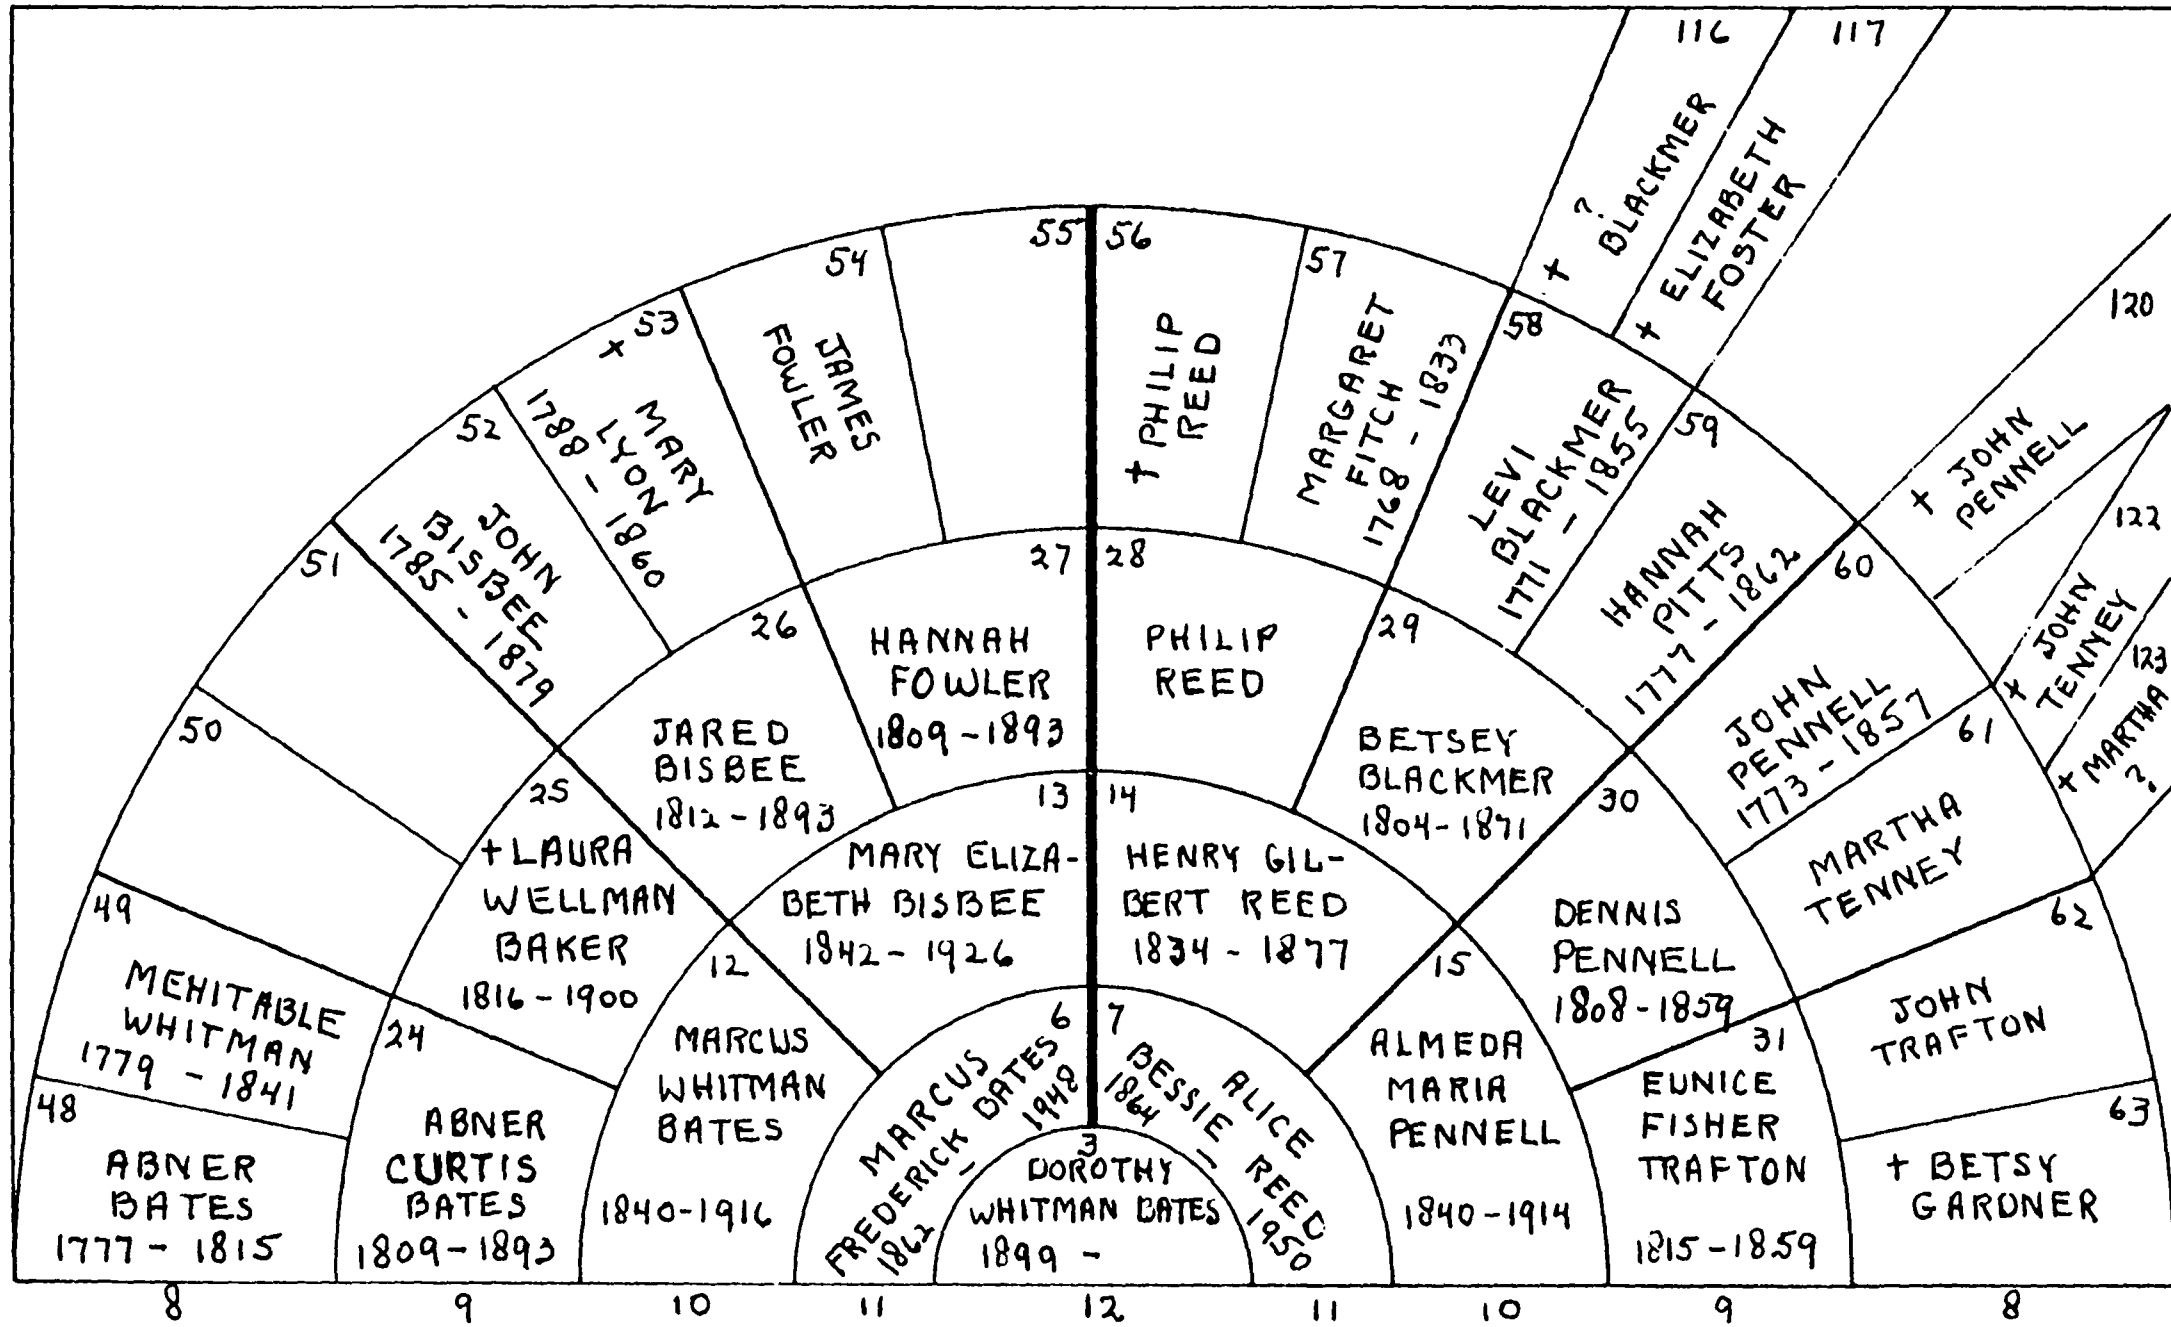 116
117
?
+ BLACKMER
+ ELIZABETH
FOSTER
120
+ JOHN
PENNELL
122
+ JOHN
TENNEY
123
+ MARTHA
?
55
56
54
57
53
58
52
59
51
60
50
61
49
62
48
63
JAMES
FOWLER
+ PHILIP
REED
MARGARET
FITCH
1768 - 1833
+
MARY
LYON
1788 - 1860
LEVI
BLACKMER
1771 - 1855
JOHN
BISBEE
1785 - 1879
HANNAH
PITTS
1777 - 1862
JOHN
PENNELL
1773 - 1857
MARTHA
TENNEY
JOHN
TRAFTON
+ BETSY
GARDNER
MEHITABLE
WHITMAN
1779 - 1841
ABNER
BATES
1777 - 1815
27
HANNAH
FOWLER
1809 - 1893
28
PHILIP
REED
26
JARED
BISBEE
1812 - 1893
29
BETSEY
BLACKMER
1804 - 1871
25
+ LAURA
WELLMAN
BAKER
1816 - 1900
30
DENNIS
PENNELL
1808 - 1859
24
ABNER
CURTIS
BATES
1809 - 1893
31
EUNICE
FISHER
TRAFTON
1815 - 1859
13
MARY ELIZA-
BETH BISBEE
1842 - 1926
14
HENRY GIL-
BERT REED
1834 - 1877
12
MARCUS
WHITMAN
BATES
1840 - 1916
15
ALMEDA
MARIA
PENNELL
1840 - 1914
6
MARCUS
FREDERICK BATES
1862 - 1948
7
ALICE
BESSIE REED
1864 - 1950
3
DOROTHY
WHITMAN BATES
1899 -
8 9 10 11 12 11 10 9 8